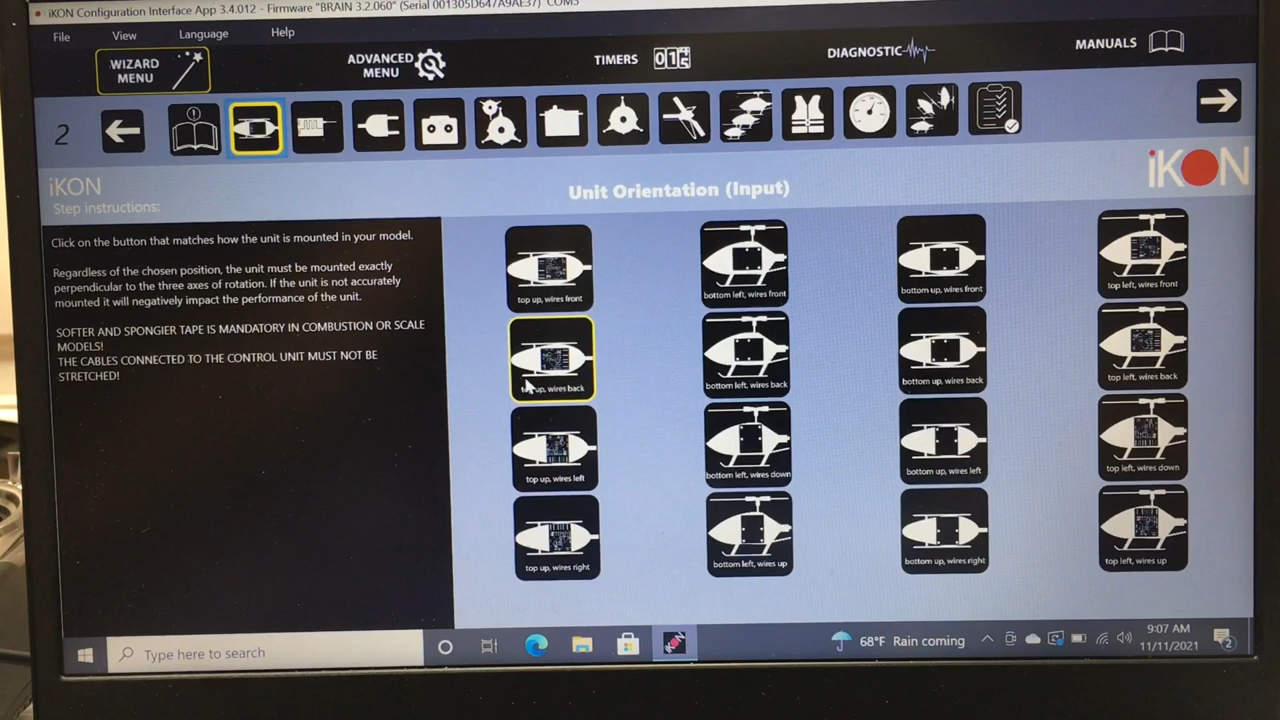 iKON Configuration Interface App 3.4.012 - Firmware "BRAIN 3.2.060" (Serial 001305D647A9AE37) COM5
File View Language Help
WIZARD
MENU
ADVANCED
MENU
TIMERS
DIAGNOSTIC
MANUALS
2
iKON
Step instructions:
Unit Orientation (Input)
iKON
Click on the button that matches how the unit is mounted in your model.
Regardless of the chosen position, the unit must be mounted exactly
perpendicular to the three axes of rotation. If the unit is not accurately
mounted it will negatively impact the performance of the unit.
SOFTER AND SPONGIER TAPE IS MANDATORY IN COMBUSTION OR SCALE
MODELS!
THE CABLES CONNECTED TO THE CONTROL UNIT MUST NOT BE
STRETCHED!
top up, wires front
bottom left, wires front
bottom up, wires front
top left, wires front
up, wires back
bottom left, wires back
bottom up, wires back
top left, wires back
top up, wires left
bottom left, wires down
bottom up, wires left
top left, wires down
top up, wires right
bottom left, wires up
bottom up, wires right
top left, wires up
Type here to search
68°F Rain coming
9:07 AM
11/11/2021
2